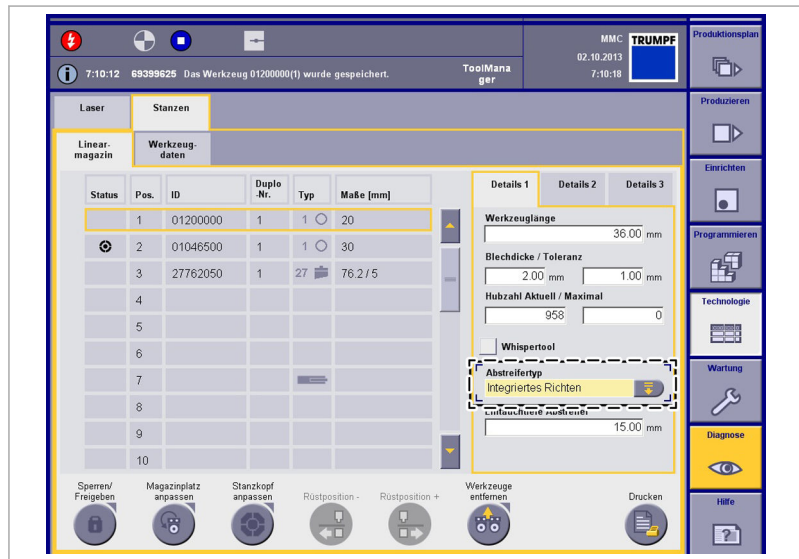 MMC
TRUMPF
02.10.2013
7:10:18
7:10:12 69399625 Das Werkzeug 01200000(1) wurde gespeichert.
ToolMana
ger
Produktionsplan
Produzieren
Einrichten
Programmieren
Technologie
Wartung
Diagnose
Hilfe
Laser
Stanzen
Linear-
magazin
Werkzeug-
daten
Status Pos. ID Duplo
-Nr. Typ Maße [mm]
1 01200000 1 1 20
2 01046500 1 1 30
3 27762050 1 27 76.2 / 5
4
5
6
7
8
9
10
Details 1 Details 2 Details 3
Werkzeuglänge
36.00 mm
Blechdicke / Toleranz
2.00 mm 1.00 mm
Hubzahl Aktuell / Maximal
958 0
Whispertool
Abstreifertyp
Integriertes Richten
Eintauchtiefe Abstreifer
15.00 mm
Sperren/
Freigeben
Magazinplatz
anpassen
Stanzkopf
anpassen
Rüstposition -
Rüstposition +
Werkzeuge
entfernen
Drucken